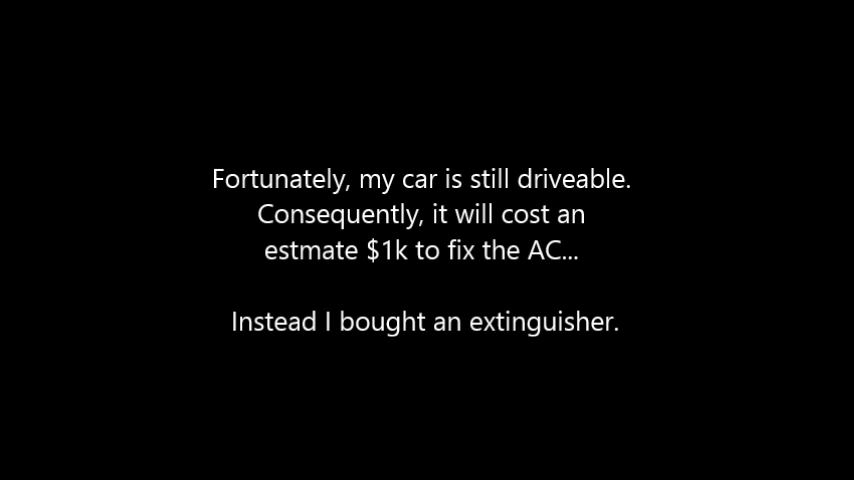 Fortunately, my car is still driveable.
Consequently, it will cost an
estmate $1k to fix the AC...
Instead I bought an extinguisher.